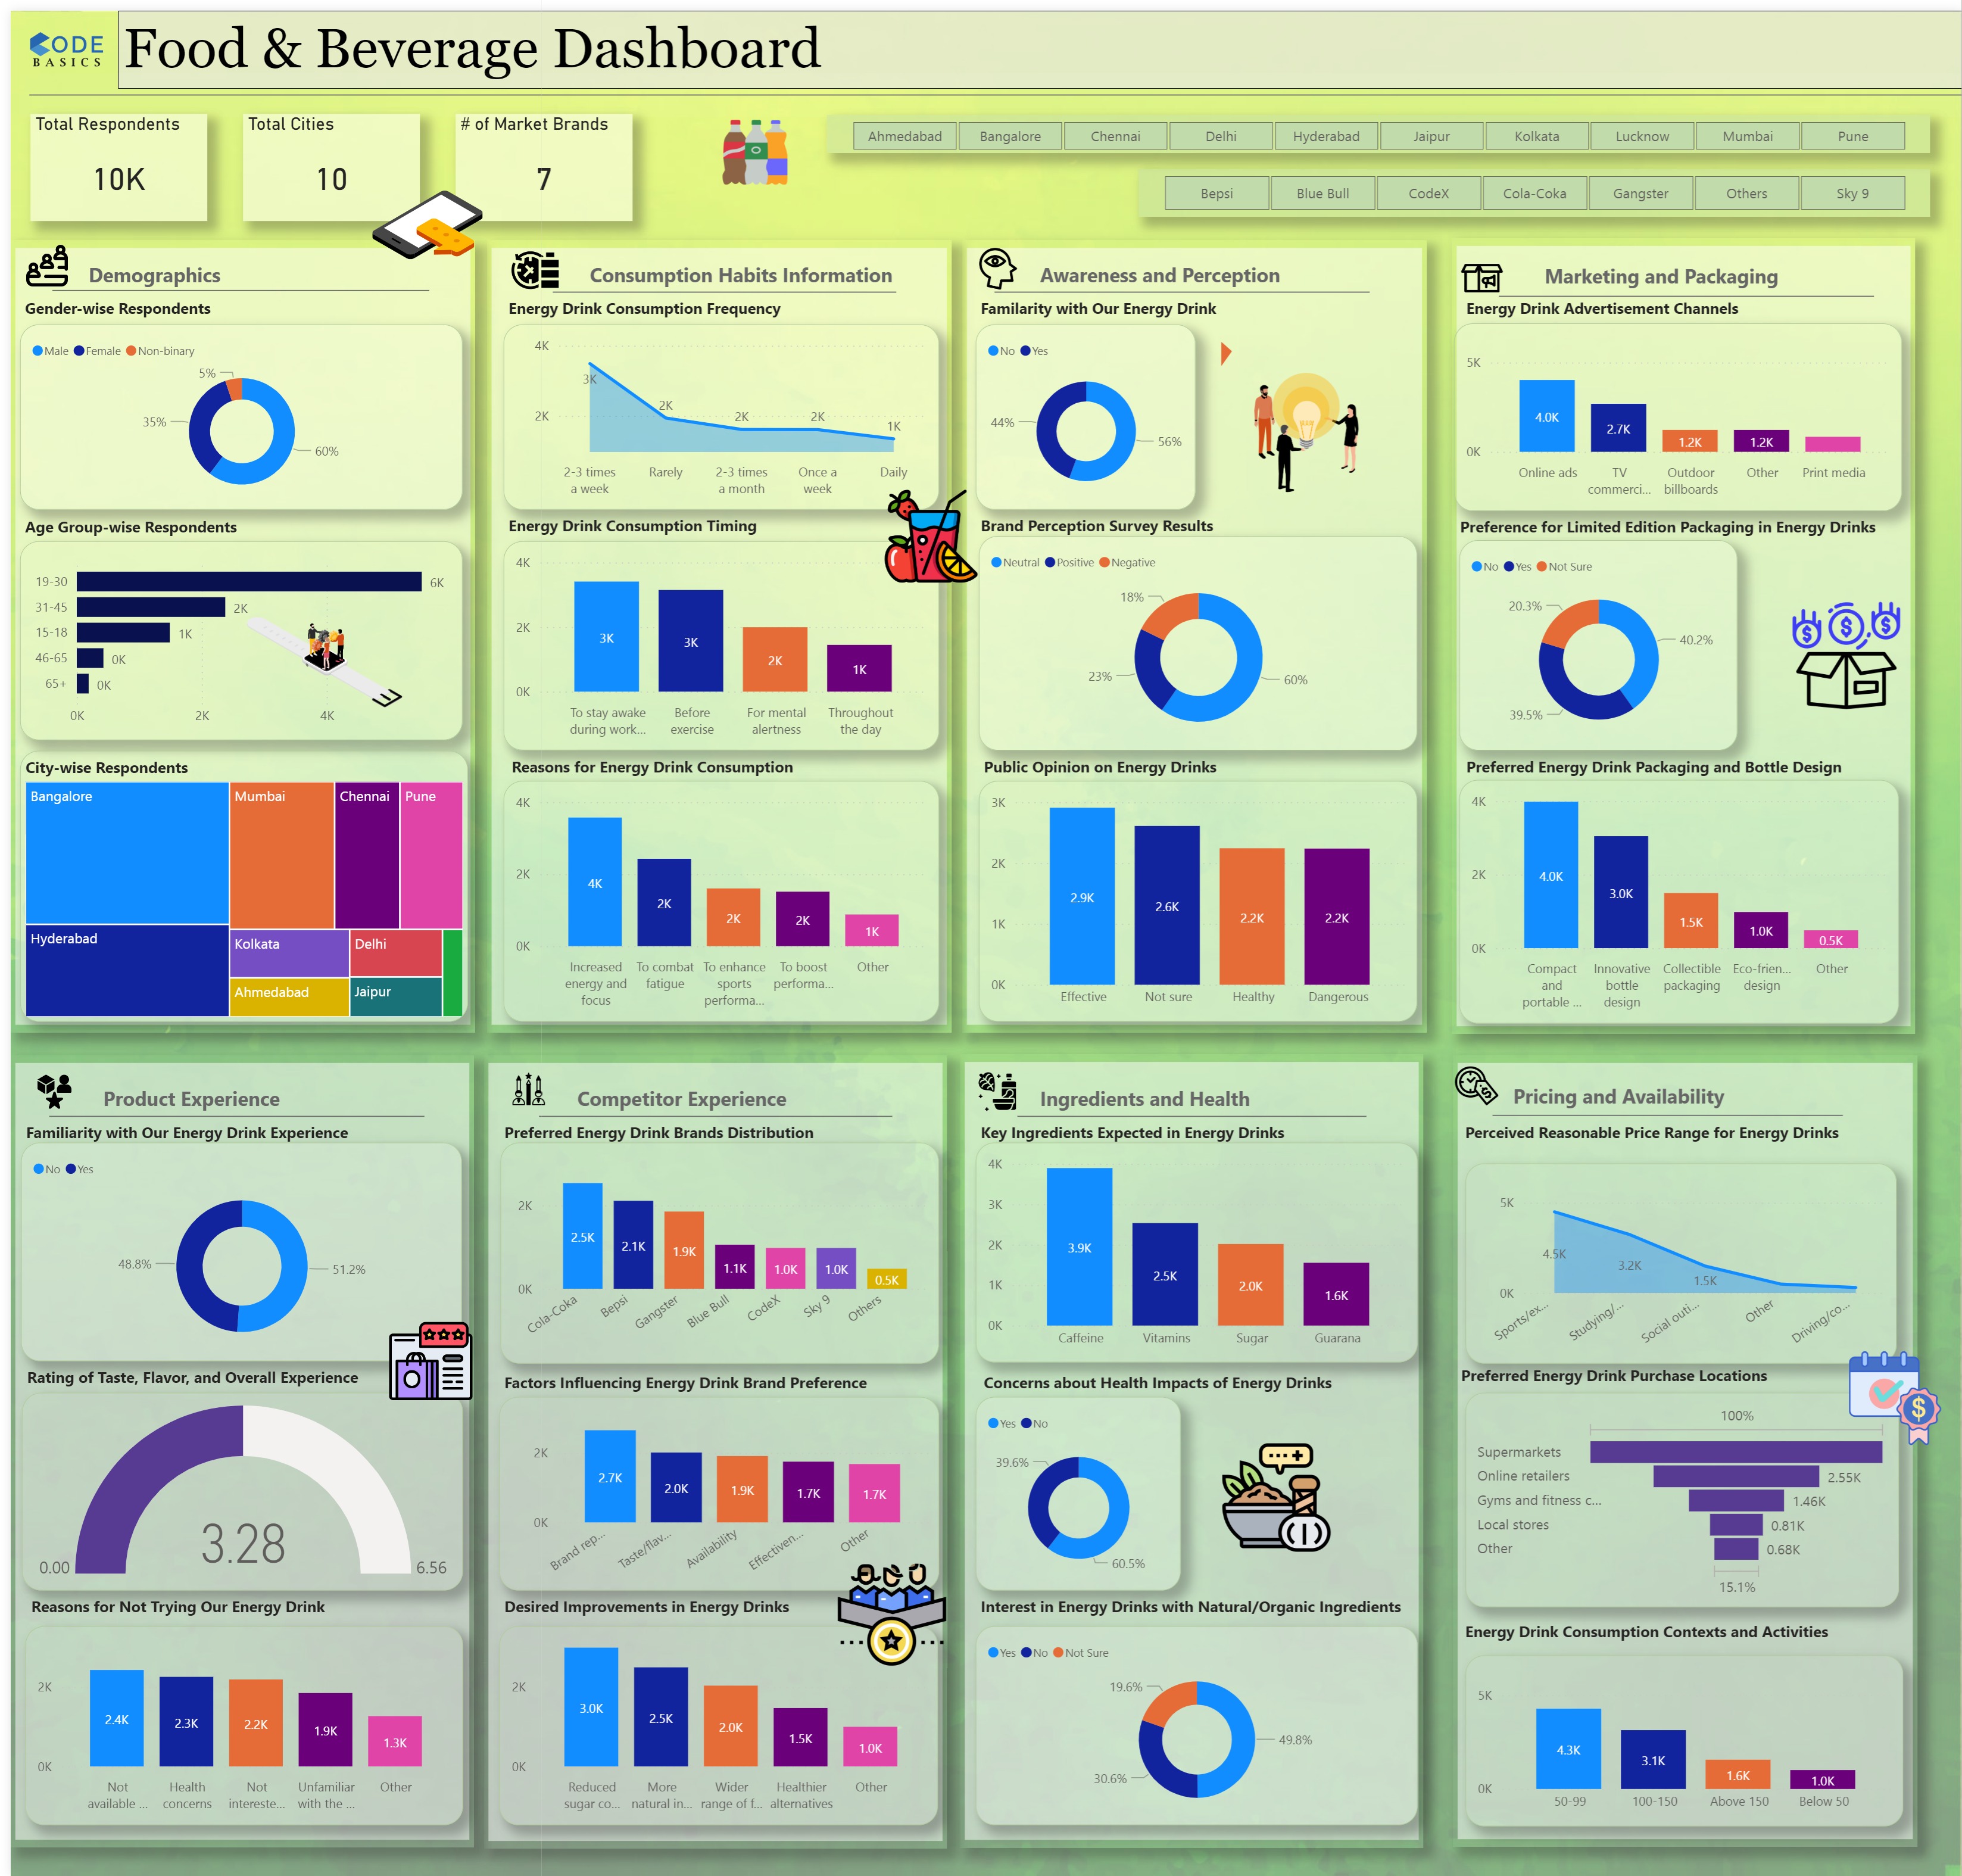 CODE
BASICS
Food & Beverage Dashboard
Total Respondents
10K
Total Cities
10
# of Market Brands
7
Ahmedabad Bangalore Chennai Delhi Hyderabad Jaipur Kolkata Lucknow Mumbai Pune
Bepsi Blue Bull CodeX Cola-Coka Gangster Others Sky 9
Demographics
Gender-wise Respondents
Male Female Non-binary
5%
35%
60%
Age Group-wise Respondents
19-30 6K
31-45 2K
15-18 1K
46-65 0K
65+ 0K
0K 2K 4K
City-wise Respondents
Bangalore Mumbai Chennai Pune
Hyderabad Kolkata Delhi
Ahmedabad Jaipur
Consumption Habits Information
Energy Drink Consumption Frequency
4K
3K
2K
2K 2K 2K 1K
2-3 times Rarely 2-3 times Once a Daily
a week a month week
Energy Drink Consumption Timing
4K
2K
0K
3K 3K 2K 1K
To stay awake Before For mental Throughout
during work... exercise alertness the day
Reasons for Energy Drink Consumption
4K
2K
0K
4K 2K 2K 2K 1K
Increased To combat To enhance To boost Other
energy and fatigue sports performa...
focus performa...
Awareness and Perception
Familarity with Our Energy Drink
No Yes
44%
56%
Brand Perception Survey Results
Neutral Positive Negative
18%
23%
60%
Public Opinion on Energy Drinks
3K
2K
1K
0K
2.9K 2.6K 2.2K 2.2K
Effective Not sure Healthy Dangerous
Marketing and Packaging
Energy Drink Advertisement Channels
5K
0K
4.0K 2.7K 1.2K 1.2K
Online ads TV Outdoor Other Print media
commerci... billboards
Preference for Limited Edition Packaging in Energy Drinks
No Yes Not Sure
20.3%
40.2%
39.5%
Preferred Energy Drink Packaging and Bottle Design
4K
2K
0K
4.0K 3.0K 1.5K 1.0K 0.5K
Compact Innovative Collectible Eco-frien... Other
and bottle packaging design
portable ... design
Product Experience
Familiarity with Our Energy Drink Experience
No Yes
48.8%
51.2%
Rating of Taste, Flavor, and Overall Experience
3.28
0.00 6.56
Reasons for Not Trying Our Energy Drink
2K
0K
2.4K 2.3K 2.2K 1.9K 1.3K
Not Health Not Unfamiliar Other
available ... concerns intereste... with the ...
Competitor Experience
Preferred Energy Drink Brands Distribution
2K
0K
2.5K 2.1K 1.9K 1.1K 1.0K 1.0K 0.5K
Cola-Coka Bepsi Gangster Blue Bull CodeX Sky 9 Others
Factors Influencing Energy Drink Brand Preference
2K
0K
2.7K 2.0K 1.9K 1.7K 1.7K
Brand rep... Taste/flav... Availability Effectiven... Other
Desired Improvements in Energy Drinks
2K
0K
3.0K 2.5K 2.0K 1.5K 1.0K
Reduced More Wider Healthier Other
sugar co... natural in... range of f... alternatives
Ingredients and Health
Key Ingredients Expected in Energy Drinks
4K
3K
2K
1K
0K
3.9K 2.5K 2.0K 1.6K
Caffeine Vitamins Sugar Guarana
Concerns about Health Impacts of Energy Drinks
Yes No
39.6%
60.5%
Interest in Energy Drinks with Natural/Organic Ingredients
Yes No Not Sure
19.6%
49.8%
30.6%
Pricing and Availability
Perceived Reasonable Price Range for Energy Drinks
5K
0K
4.5K 3.2K 1.5K
Sports/ex... Studying/... Social outi... Other Driving/co...
Preferred Energy Drink Purchase Locations
100%
Supermarkets
Online retailers 2.55K
Gyms and fitness c... 1.46K
Local stores 0.81K
Other 0.68K
15.1%
Energy Drink Consumption Contexts and Activities
5K
0K
4.3K 3.1K 1.6K 1.0K
50-99 100-150 Above 150 Below 50